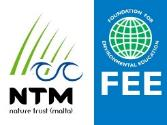 NTM
nature trust (malta)
FOUNDATION FOR
ENVIRONMENTAL EDUCATION
FEE